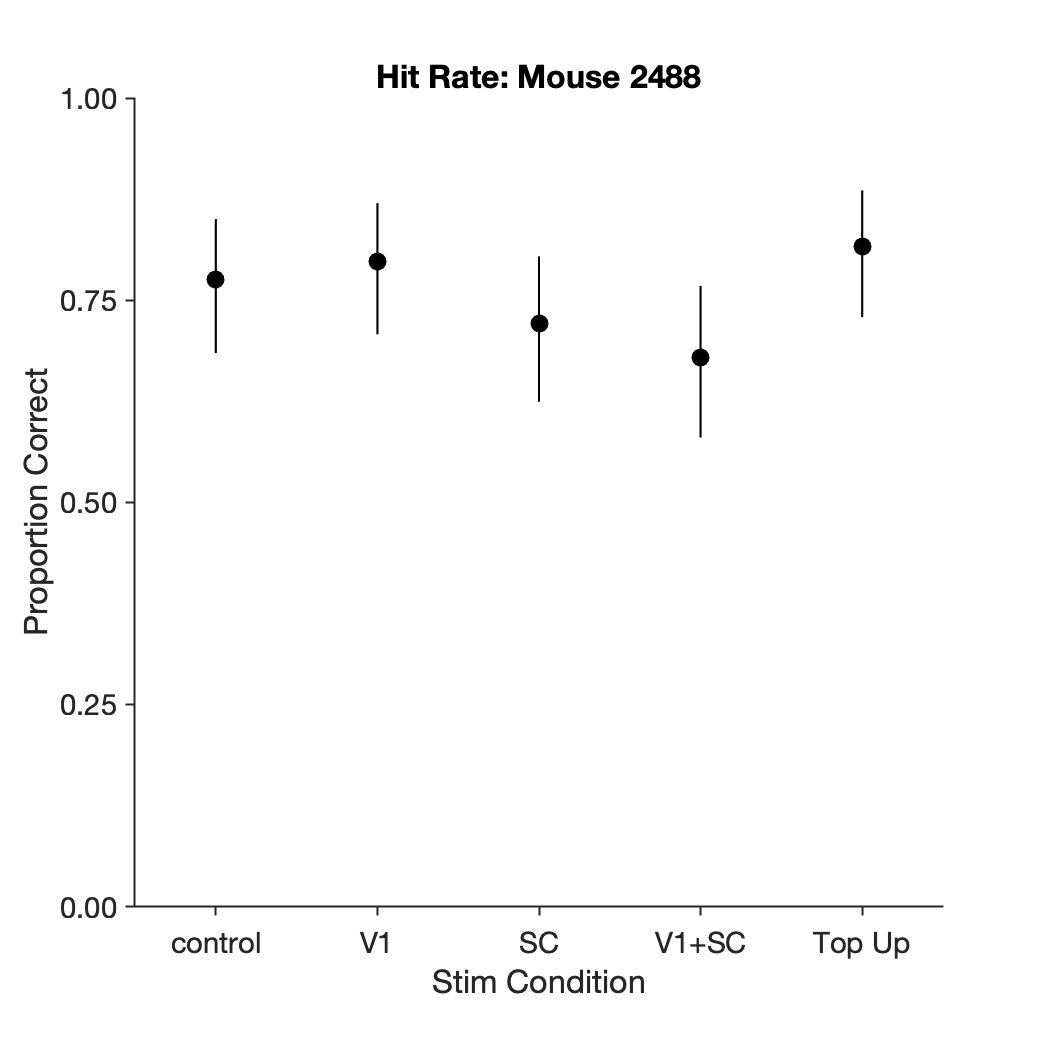 Hit Rate: Mouse 2488
1.00
0.75
0.50
0.25
0.00
Proportion Correct
control V1 SC V1+SC Top Up
Stim Condition